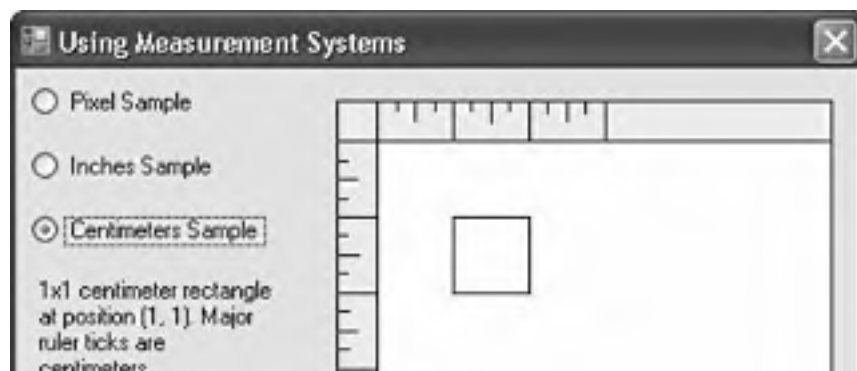 Using Measurement Systems
Pixel Sample
Inches Sample
Centimeters Sample
1x1 centimeter rectangle
at position (1, 1). Major
ruler ticks are
centimeters